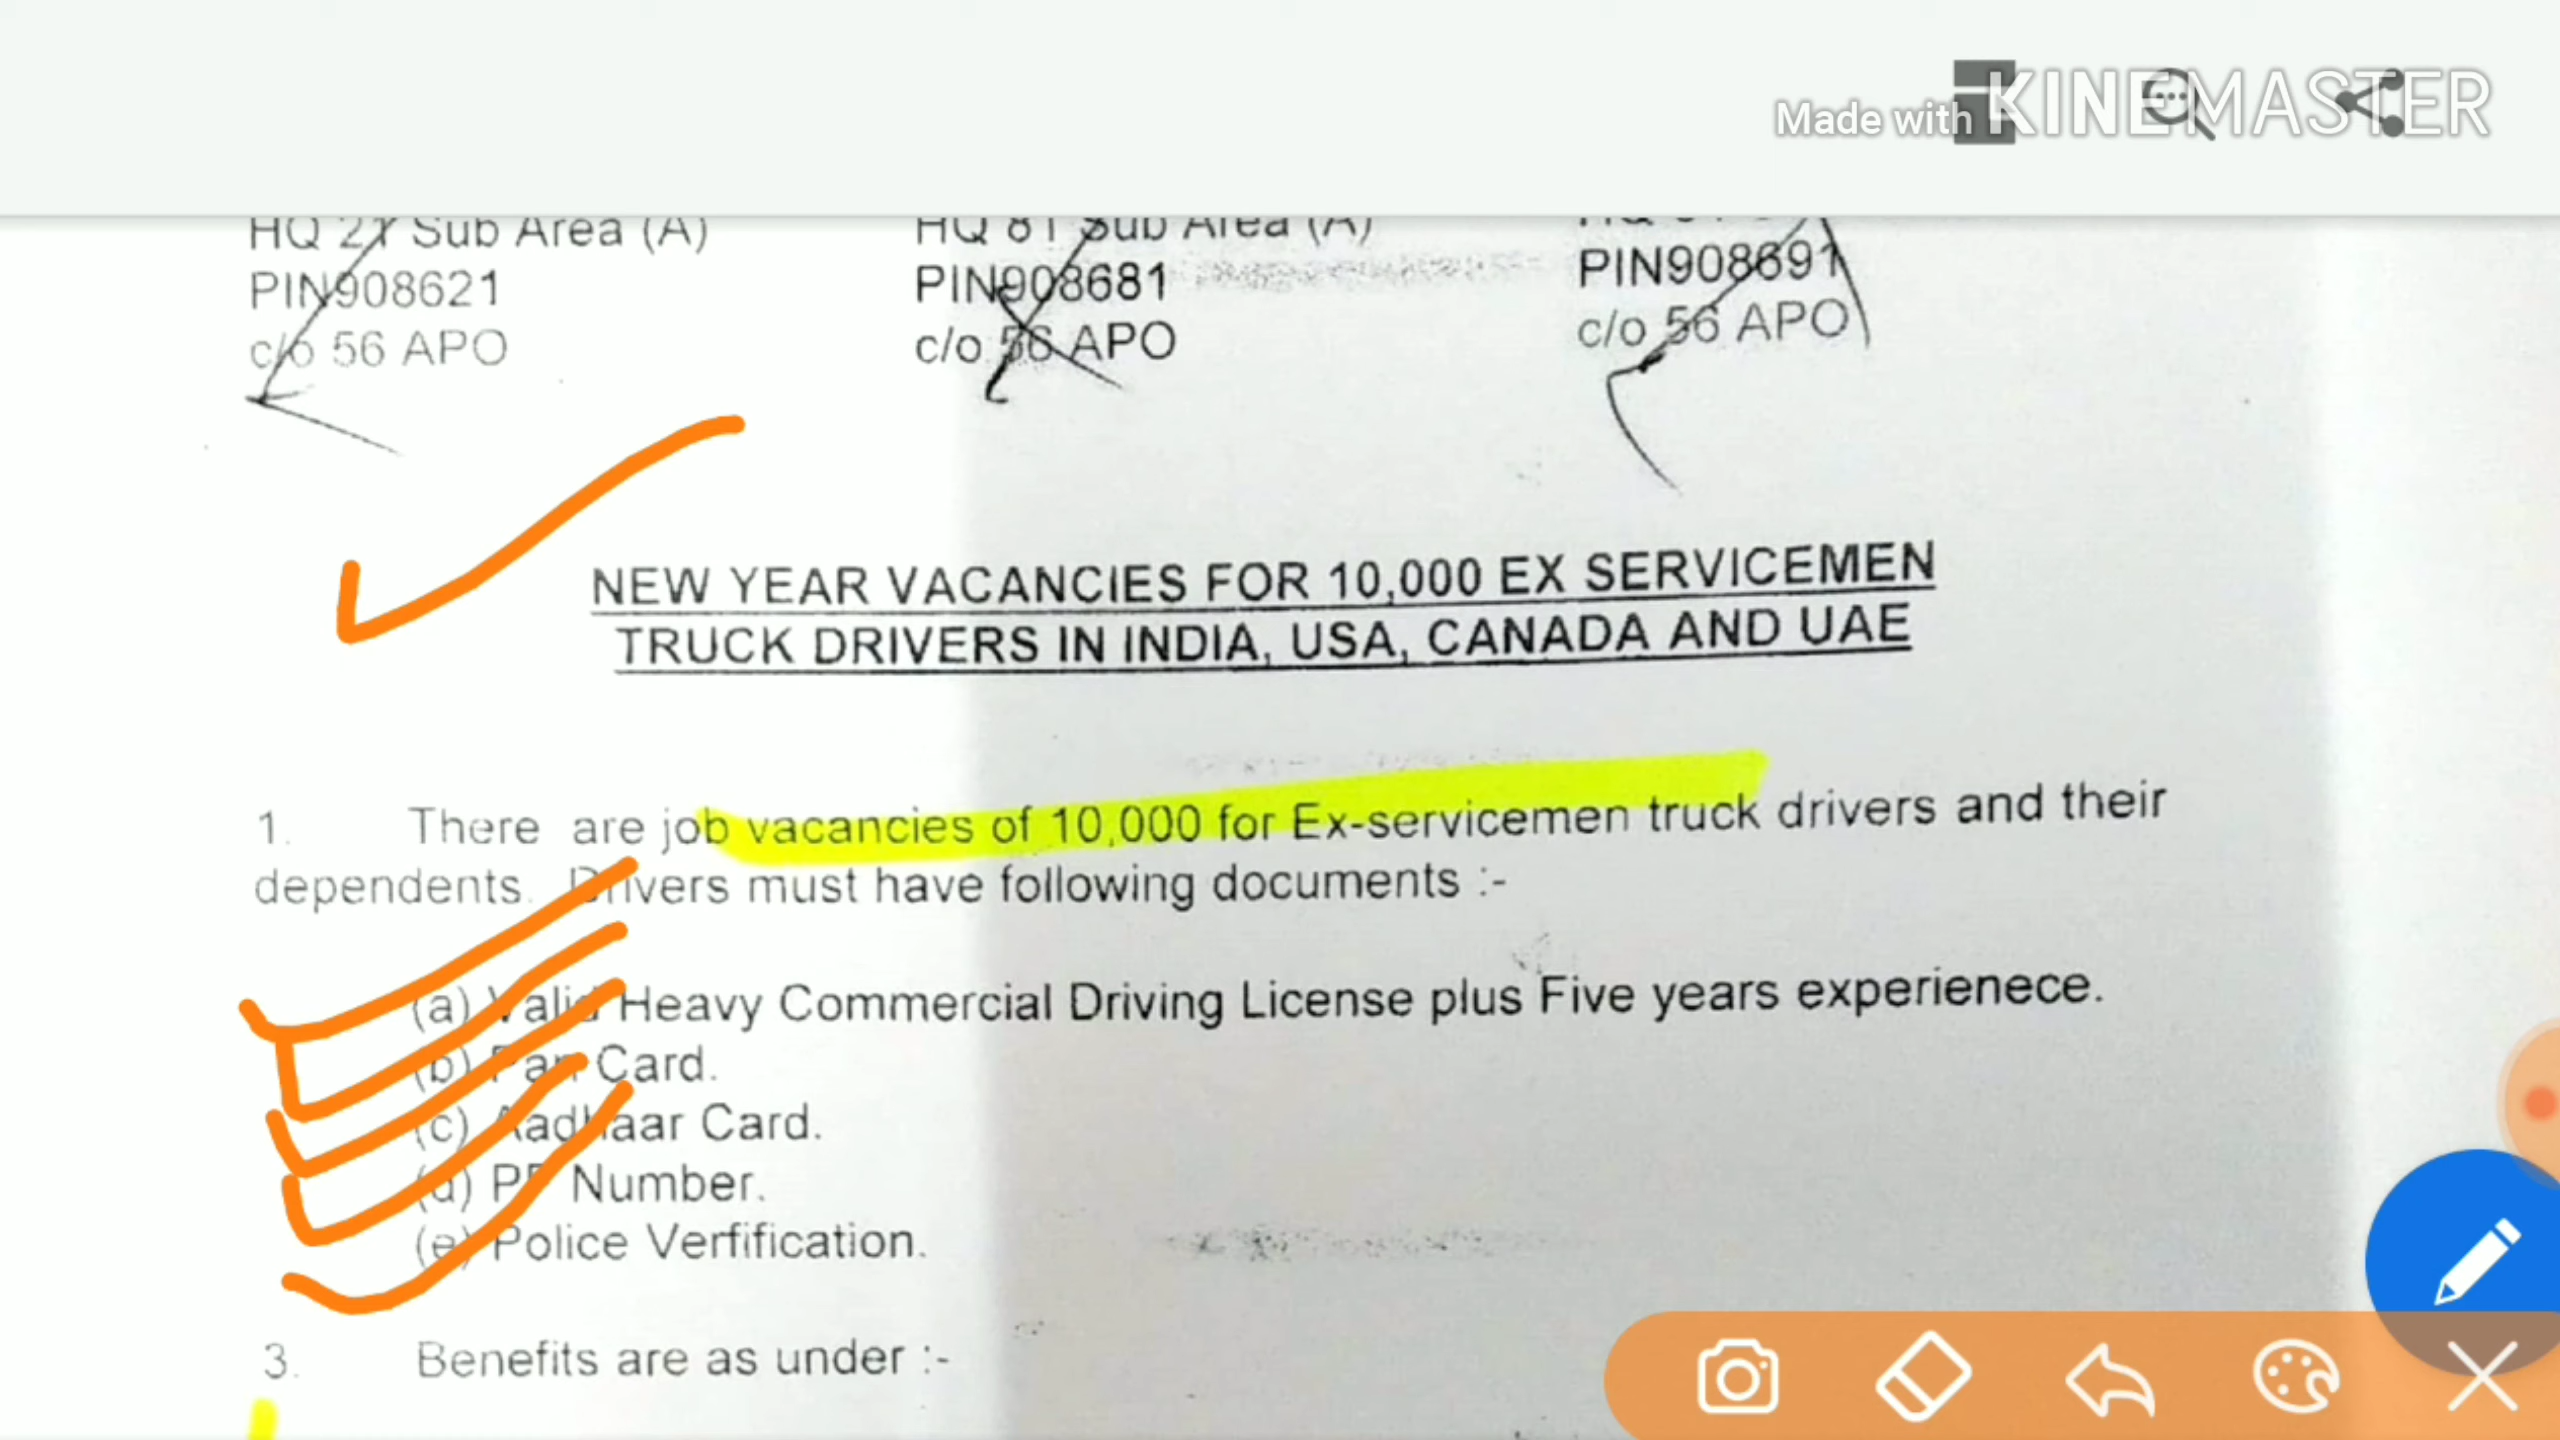 Made with KINEMASTER
HQ 21 Sub Area (A)
PIN908621
c/o 56 APO
HQ 81 Sub Area (A)
PIN908681
c/o 56 APO
PIN908691
c/o 56 APO
NEW YEAR VACANCIES FOR 10,000 EX SERVICEMEN
TRUCK DRIVERS IN INDIA, USA, CANADA AND UAE
1. There are job vacancies of 10,000 for Ex-servicemen truck drivers and their
dependents. Drivers must have following documents :-
(a) Valid Heavy Commercial Driving License plus Five years experienece.
(b) Pan Card.
(c) Aadhaar Card.
(d) PF Number.
(e) Police Verfification.
3. Benefits are as under :-